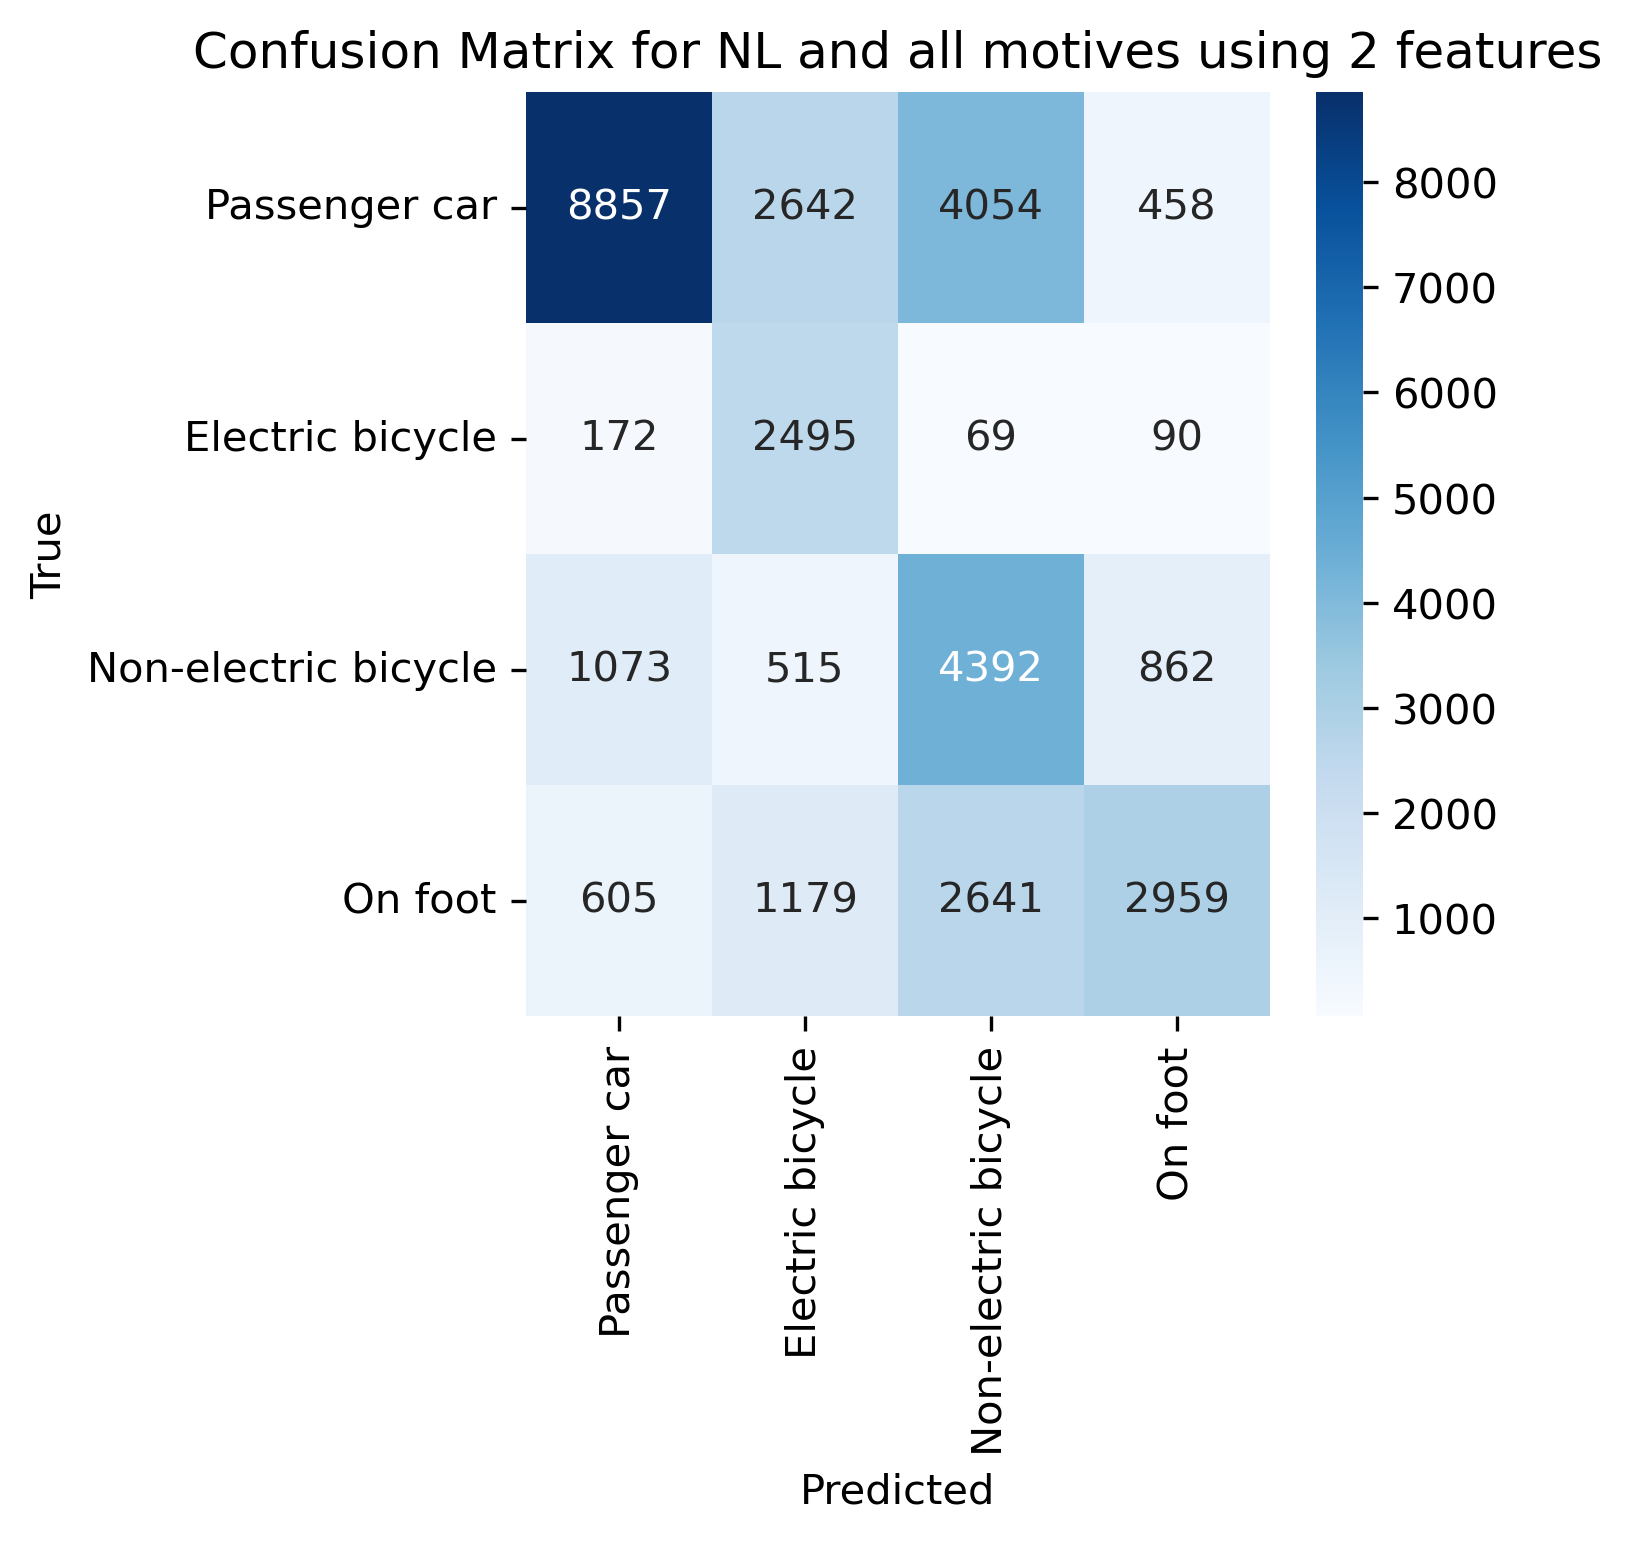 Confusion Matrix for NL and all motives using 2 features
Passenger car 8857 2642 4054 458
Electric bicycle 172 2495 69 90
Non-electric bicycle 1073 515 4392 862
On foot 605 1179 2641 2959
True
8000
7000
6000
5000
4000
3000
2000
1000
Passenger car
Electric bicycle
Non-electric bicycle
On foot
Predicted